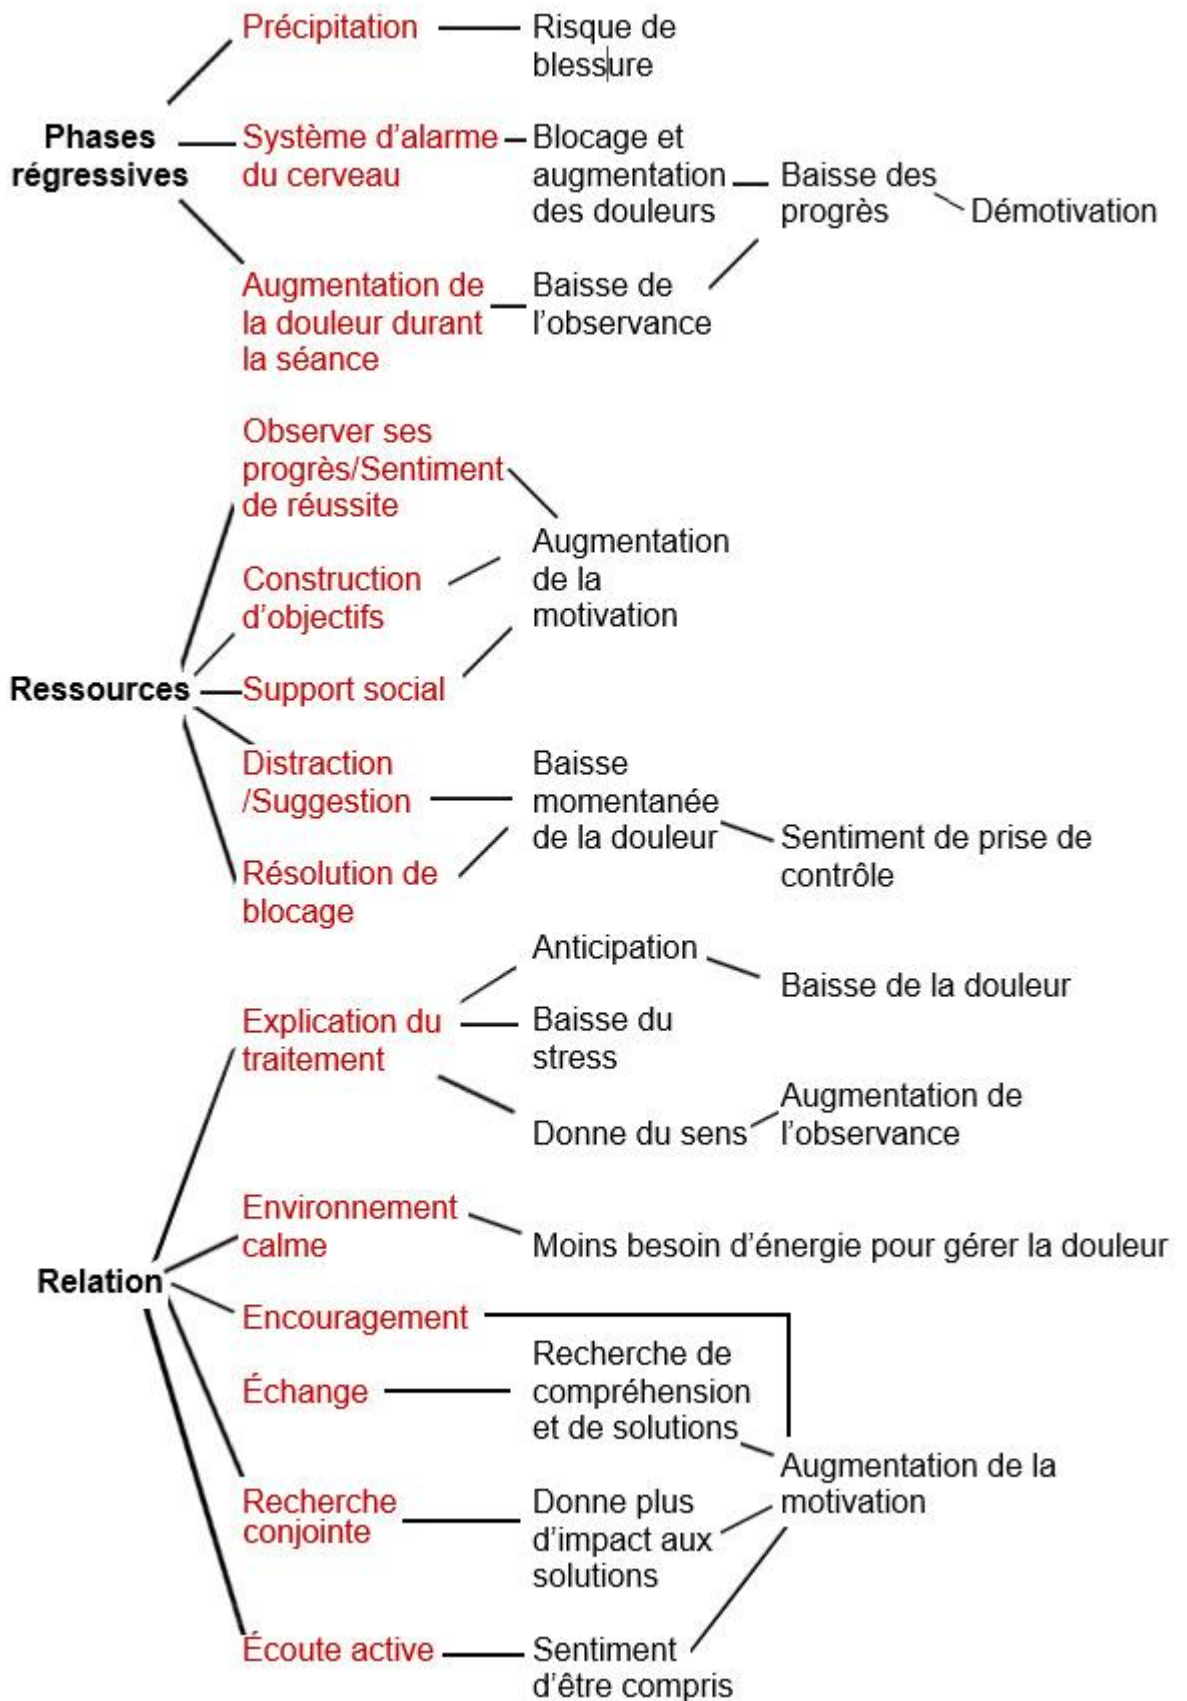 Précipitation
Risque de
blessure
Phases
régressives
Système d’alarme
du cerveau
Blocage et
augmentation
des douleurs
Baisse des
progrès
Démotivation
Augmentation de
la douleur durant
la séance
Baisse de
l’observance
Observer ses
progrès/Sentiment
de réussite
Augmentation
de la
motivation
Construction
d’objectifs
Ressources
Support social
Distraction
/Suggestion
Baisse
momentanée
de la douleur
Sentiment de prise de
contrôle
Résolution de
blocage
Anticipation
Baisse de la douleur
Explication du
traitement
Baisse du
stress
Donne du sens
Augmentation de
l’observance
Environnement
calme
Moins besoin d’énergie pour gérer la douleur
Relation
Encouragement
Échange
Recherche de
compréhension
et de solutions
Augmentation de la
motivation
Recherche
conjointe
Donne plus
d’impact aux
solutions
Écoute active
Sentiment
d’être compris